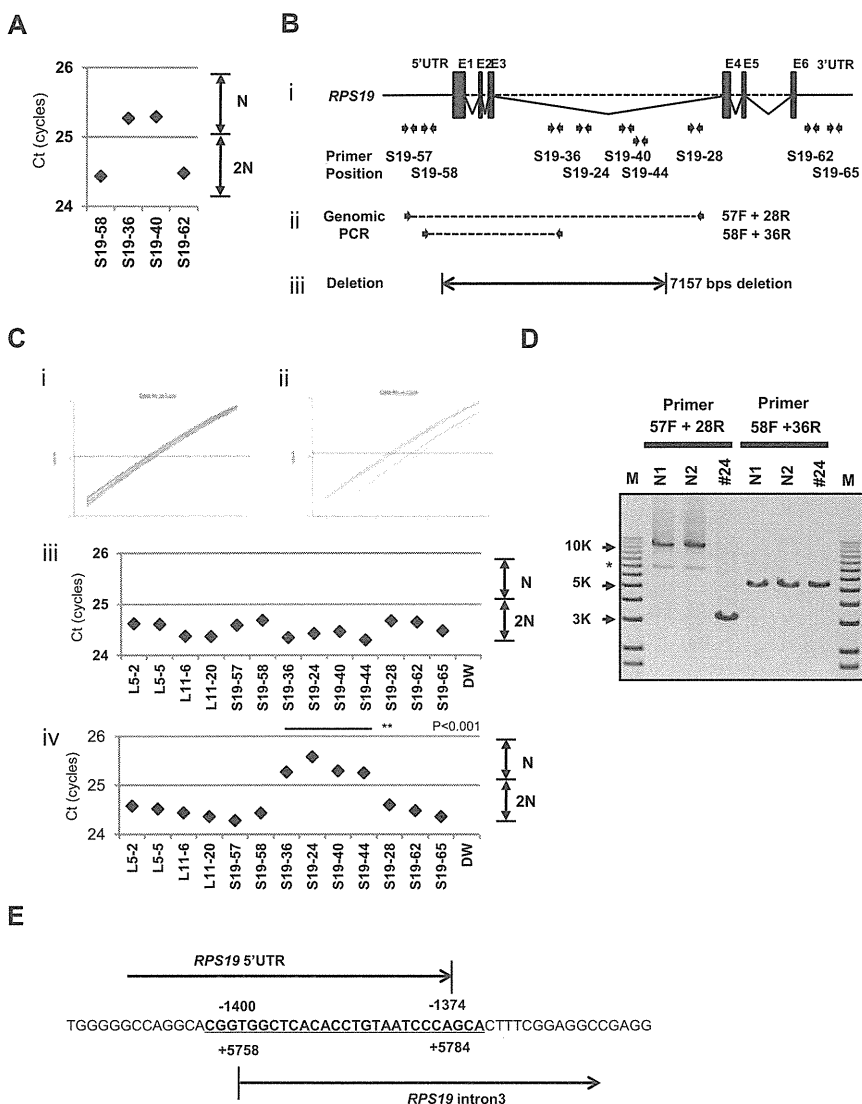 A
26
25
24
Ct (cycles)
N
2N
S19-58
S19-36
S19-40
S19-62
B
5'UTR E1 E2 E3 E4 E5 E6 3'UTR
i
RPS19
Primer Position
S19-57
S19-58
S19-36
S19-24
S19-40
S19-44
S19-28
S19-62
S19-65
ii
Genomic PCR
57F + 28R
58F + 36R
iii
Deletion
7157 bps deletion
C
i
ii
iii
26
25
24
Ct (cycles)
N
2N
L5-2
L5-5
L11-6
L11-20
S19-57
S19-58
S19-36
S19-24
S19-40
S19-44
S19-28
S19-62
S19-65
DW
iv
** P<0.001
26
25
24
Ct (cycles)
N
2N
L5-2
L5-5
L11-6
L11-20
S19-57
S19-58
S19-36
S19-24
S19-40
S19-44
S19-28
S19-62
S19-65
DW
D
Primer 57F + 28R
Primer 58F +36R
M N1 N2 #24 N1 N2 #24 M
10K
*
5K
3K
E
RPS19 5'UTR
-1400 -1374
TGGGGGCCAGGCACGGTGGCTCACACCTGTAATCCCAGCACTTTCGGAGGCCGAGG
+5758 +5784
RPS19 intron3